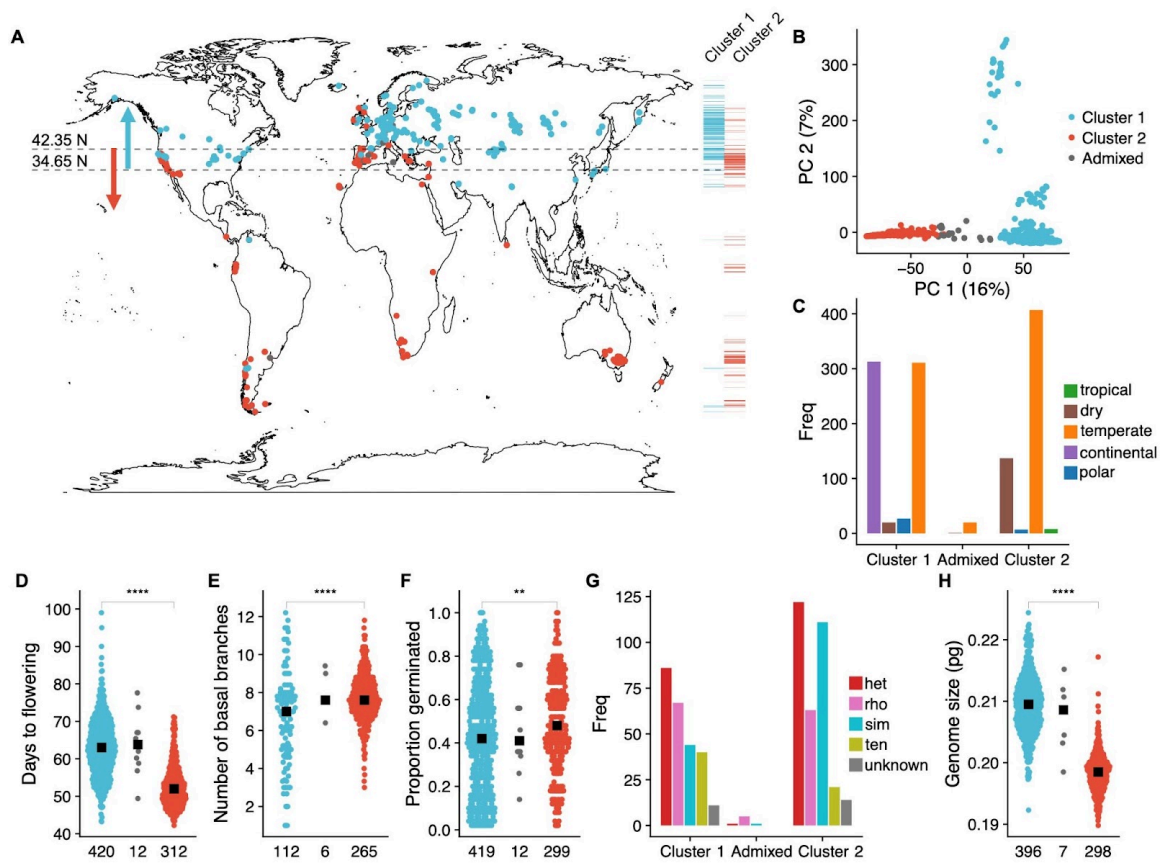 A
Cluster 1
Cluster 2
42.35 N
34.65 N
B
PC 2 (7%)
300
200
100
0
−50
0
50
PC 1 (16%)
Cluster 1
Cluster 2
Admixed
C
Freq
400
300
200
100
0
Cluster 1 Admixed Cluster 2
tropical
dry
temperate
continental
polar
D
Days to flowering
100
90
80
70
60
50
40
****
420 12 312
E
Number of basal branches
12
10
8
6
4
2
****
112 6 265
F
Proportion germinated
1.0
0.8
0.6
0.4
0.2
0.0
**
419 12 299
G
Freq
125
100
75
50
25
0
Cluster 1 Admixed Cluster 2
het
rho
sim
ten
unknown
H
Genome size (pg)
0.22
0.21
0.20
0.19
****
396 7 298